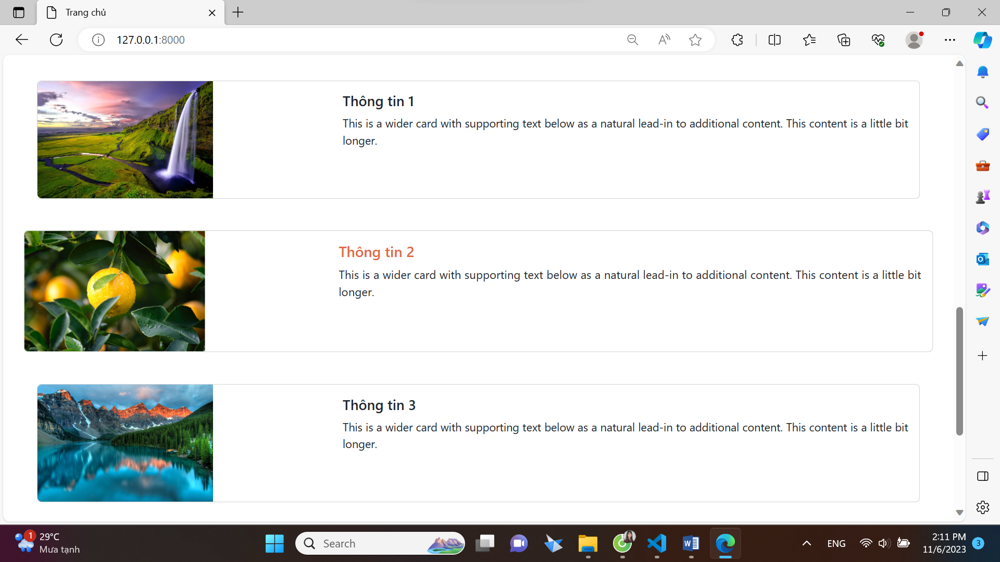 Trang chủ
127.0.0.1:8000
Thông tin 1
This is a wider card with supporting text below as a natural lead-in to additional content. This content is a little bit
longer.
Thông tin 2
This is a wider card with supporting text below as a natural lead-in to additional content. This content is a little bit
longer.
Thông tin 3
This is a wider card with supporting text below as a natural lead-in to additional content. This content is a little bit
longer.
1
29°C
Mưa tạnh
Search
ENG
2:11 PM
11/6/2023
3